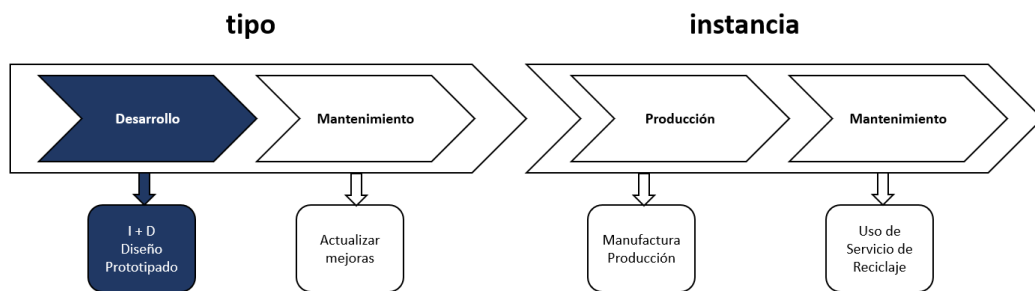 tipo
instancia
Desarrollo
Mantenimiento
Producción
Mantenimiento
I + D
Diseño
Prototipado
Actualizar
mejoras
Manufactura
Producción
Uso de
Servicio de
Reciclaje